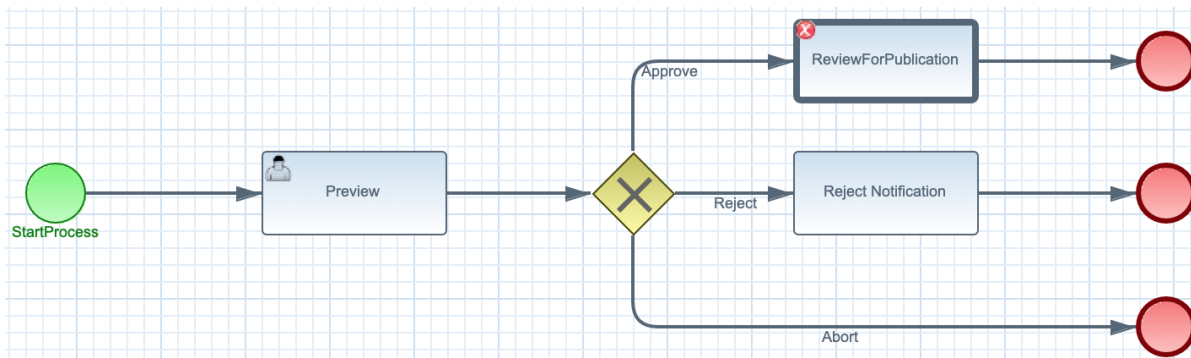 ReviewForPublication
Approve
Preview
Reject Notification
Reject
StartProcess
Abort